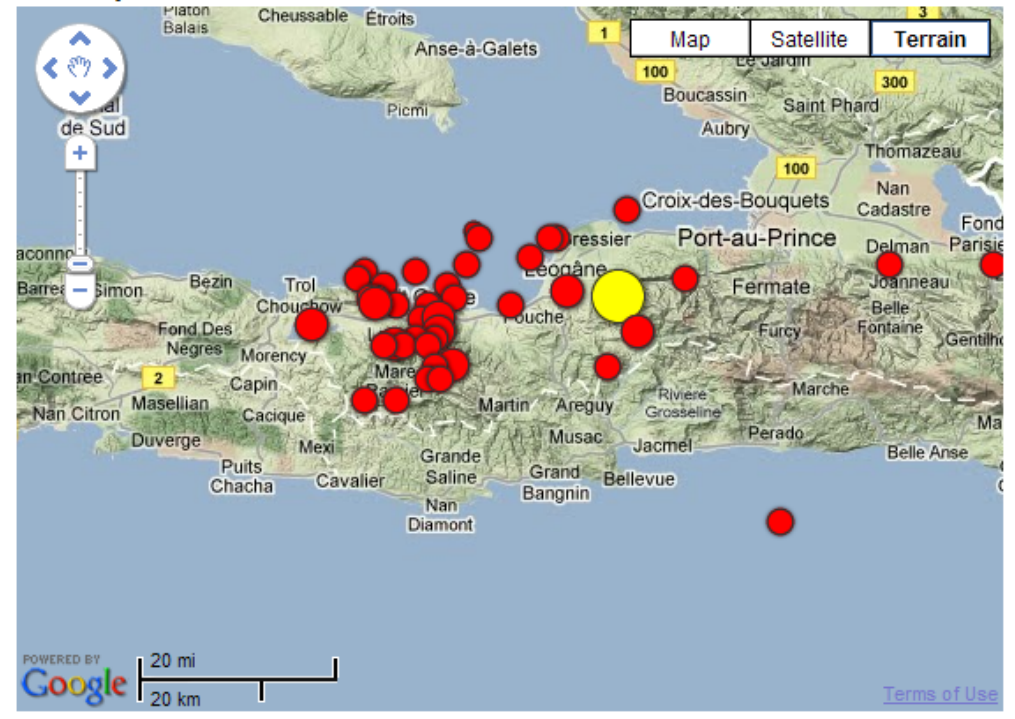 Platon
Balais
Cheussable
Étroits
3
1
Map
Satellite
Terrain
Anse-à-Galets
Le Jardin
100
300
Boucassin
Saint Phard
Picmi
de Sud
Aubry
Thomazeau
100
Nan
Cadastre
Croix-des-Bouquets
Fond
Parisie
Port-au-Prince
Delman
Léogâne
Bezin
Trol
Chouchow
Fermate
Joanneau
Simon
Belle
Fontaine
Fond Des
Negres
Furcy
Morency
Mare
2
Capin
Marche
Masellian
Martin
Areguy
Riviere
Grosseline
Nan Citron
Cacique
Duverge
Mexi
Musac
Jacmel
Perado
Belle Anse
Puits
Chacha
Cavalier
Grande
Saline
Grand
Bangnin
Bellevue
Nan
Diamont
POWERED BY
Google
20 mi
20 km
Terms of Use